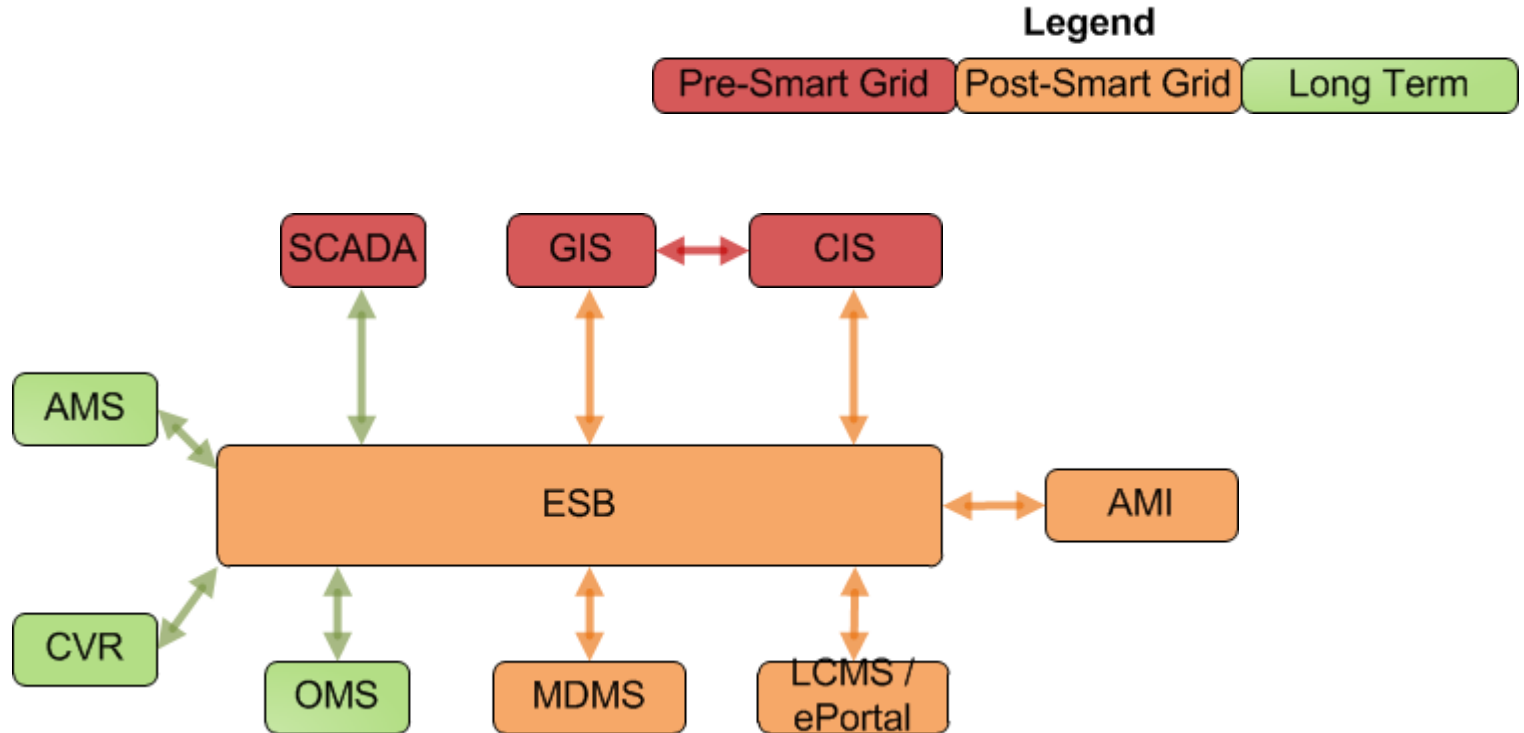 Legend
Pre-Smart Grid Post-Smart Grid Long Term
SCADA GIS CIS
AMS
ESB AMI
CVR
OMS MDMS LCMS /
ePortal